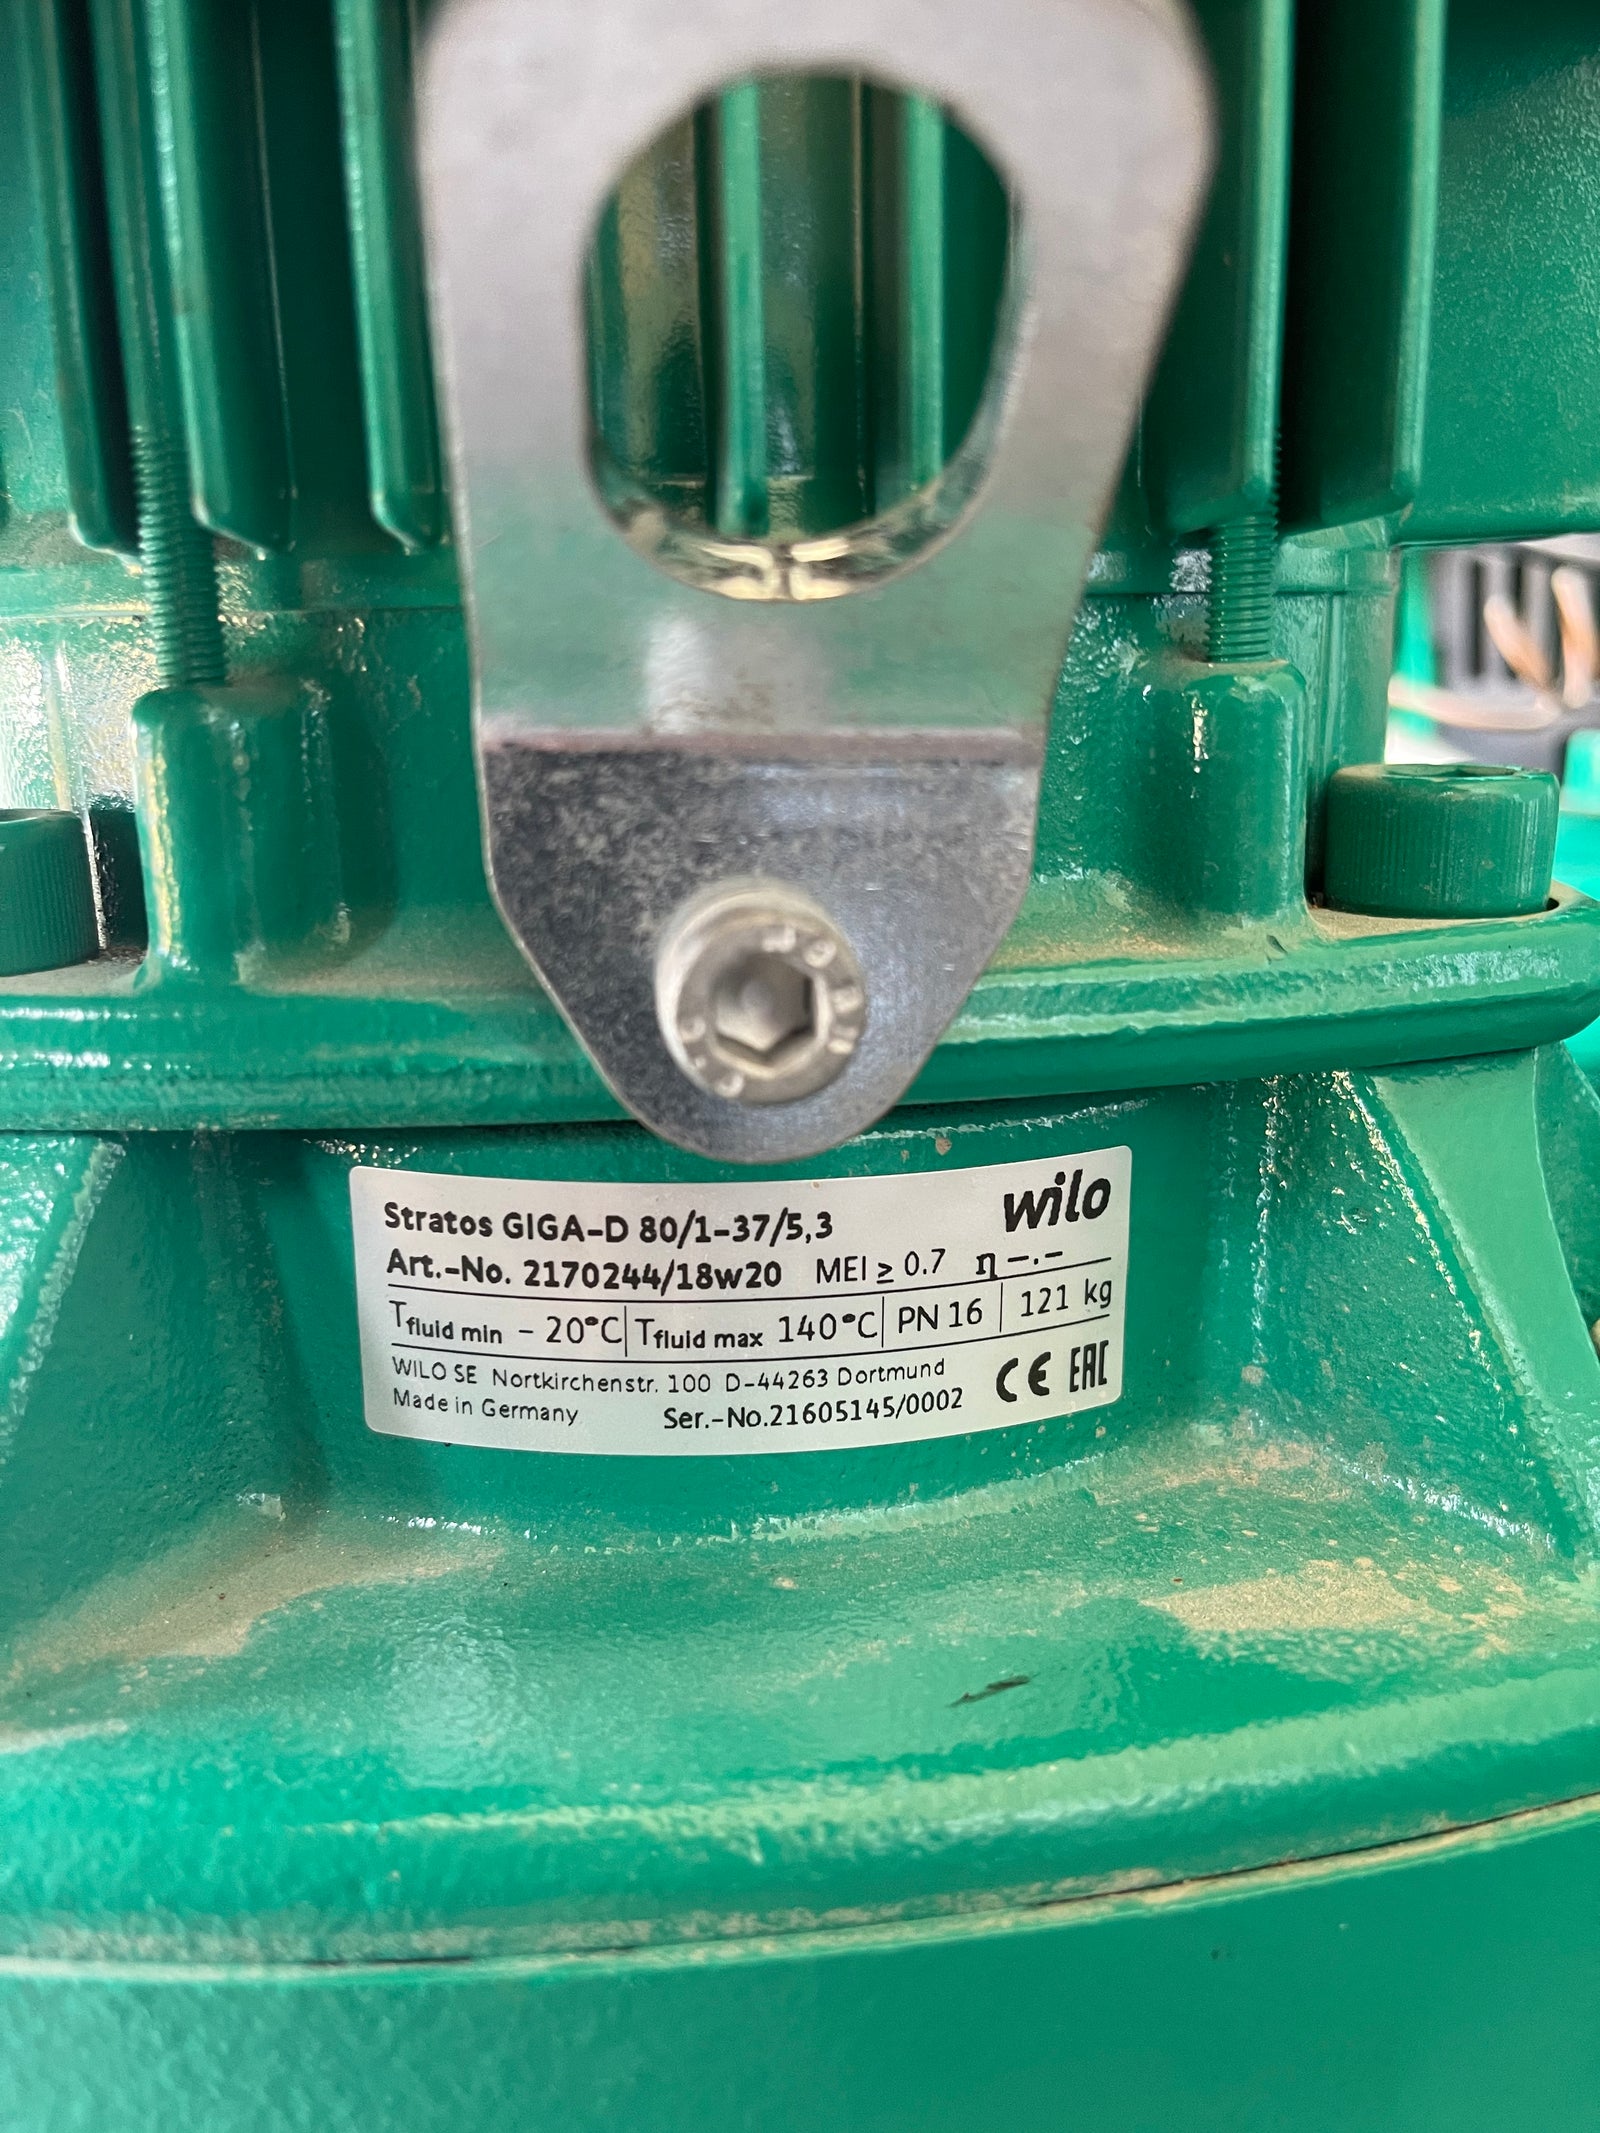 Stratos GIGA-D 80/1-37/5,3
wilo
Art.-No. 2170244/18w20 MEI ≥ 0.7 η -.-
Tfluid min - 20°C Tfluid max 140°C PN 16 121 kg
WILO SE Nortkirchenstr. 100 D-44263 Dortmund
CE EAC
Made in Germany Ser.-No.21605145/0002